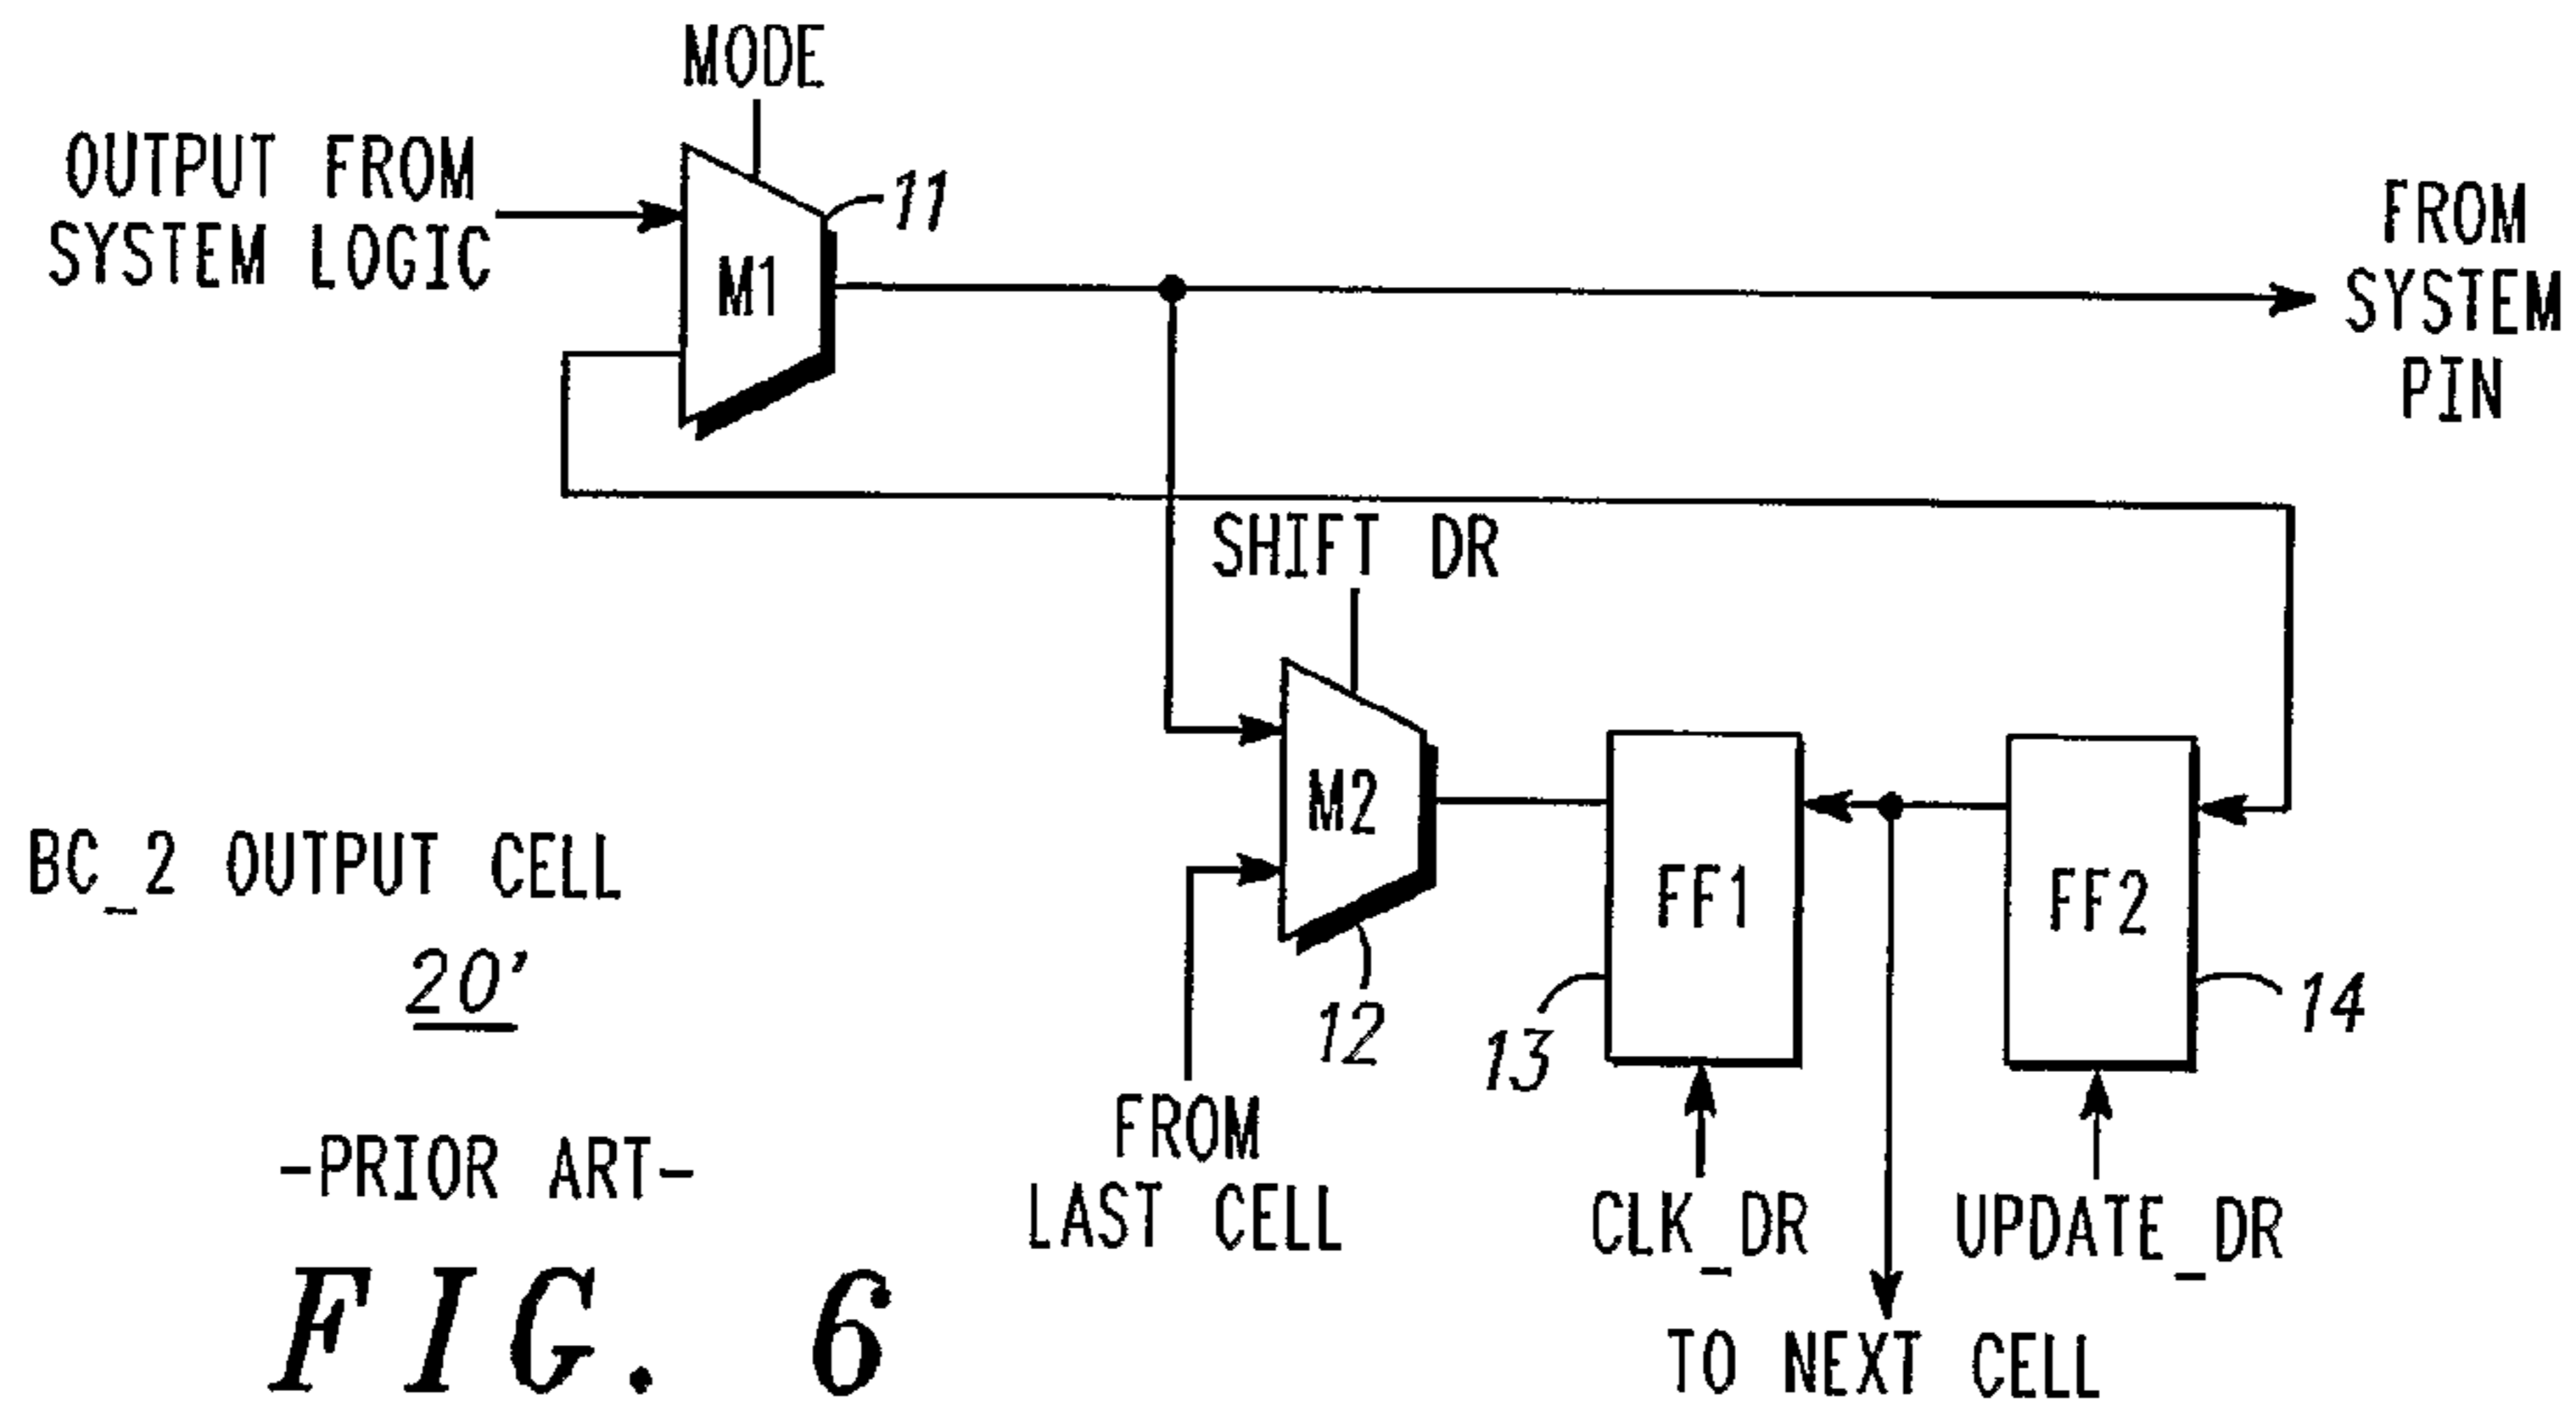 MODE
OUTPUT FROM
SYSTEM LOGIC
11
M1
FROM
SYSTEM
PIN
SHIFT DR
M2
FF1
FF2
BC_2 OUTPUT CELL
20'
12
13
14
FROM
LAST CELL
CLK_DR
UPDATE_DR
-PRIOR ART-
TO NEXT CELL
FIG. 6